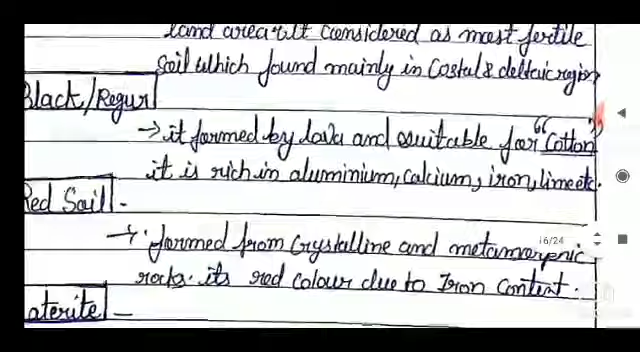 land area. It considered as most fertile
Soil which found mainly in Costal & deltaic region
Black/Regur
→ it formed by lava and suitable for "Cotton"
it is rich in aluminium, calcium, iron, lime etc.
Red Soil -
→ formed from Crystalline and metamorphic
16/24
rocks. its red colour due to Iron Content.
aterite -